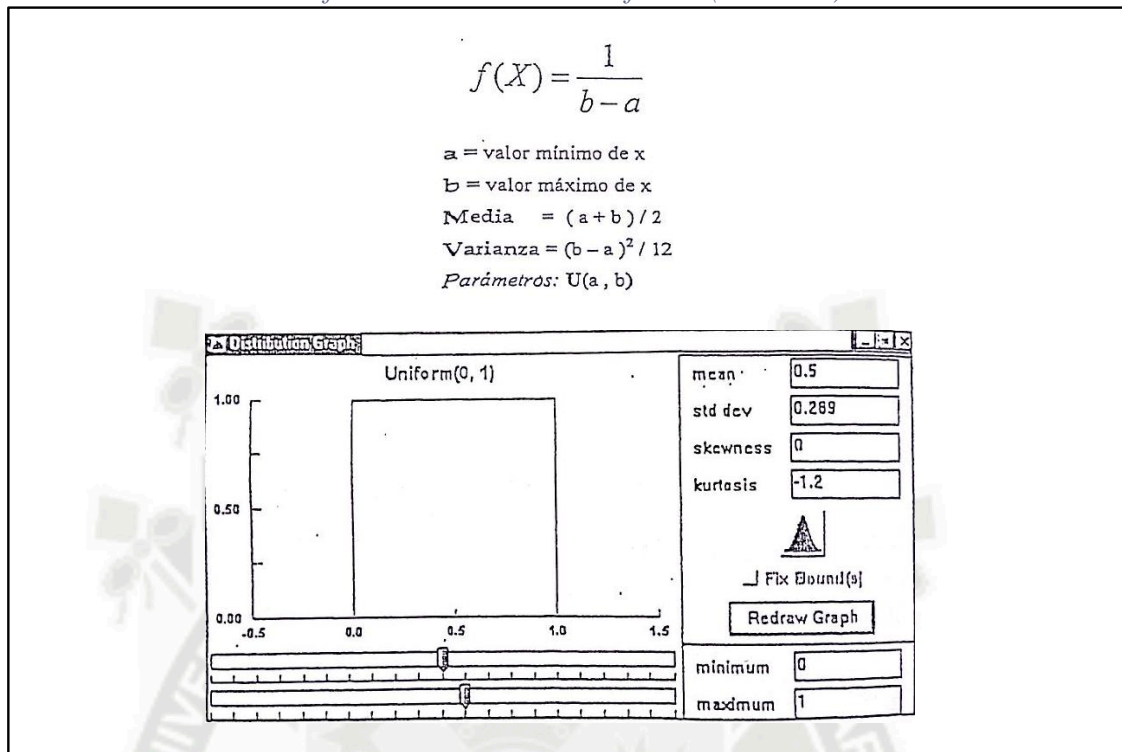 f(X) = 1 / (b - a)
a = valor mínimo de x
b = valor máximo de x
Media = ( a + b ) / 2
Varianza = (b – a )² / 12
Parámetros: U(a , b)
Distribution Graph
Uniform(0, 1)
1.00
0.50
0.00
-0.5 0.0 0.5 1.0 1.5
mean 0.5
std dev 0.289
skewness 0
kurtosis -1.2
Fix Bound(s)
Redraw Graph
minimum 0
maximum 1